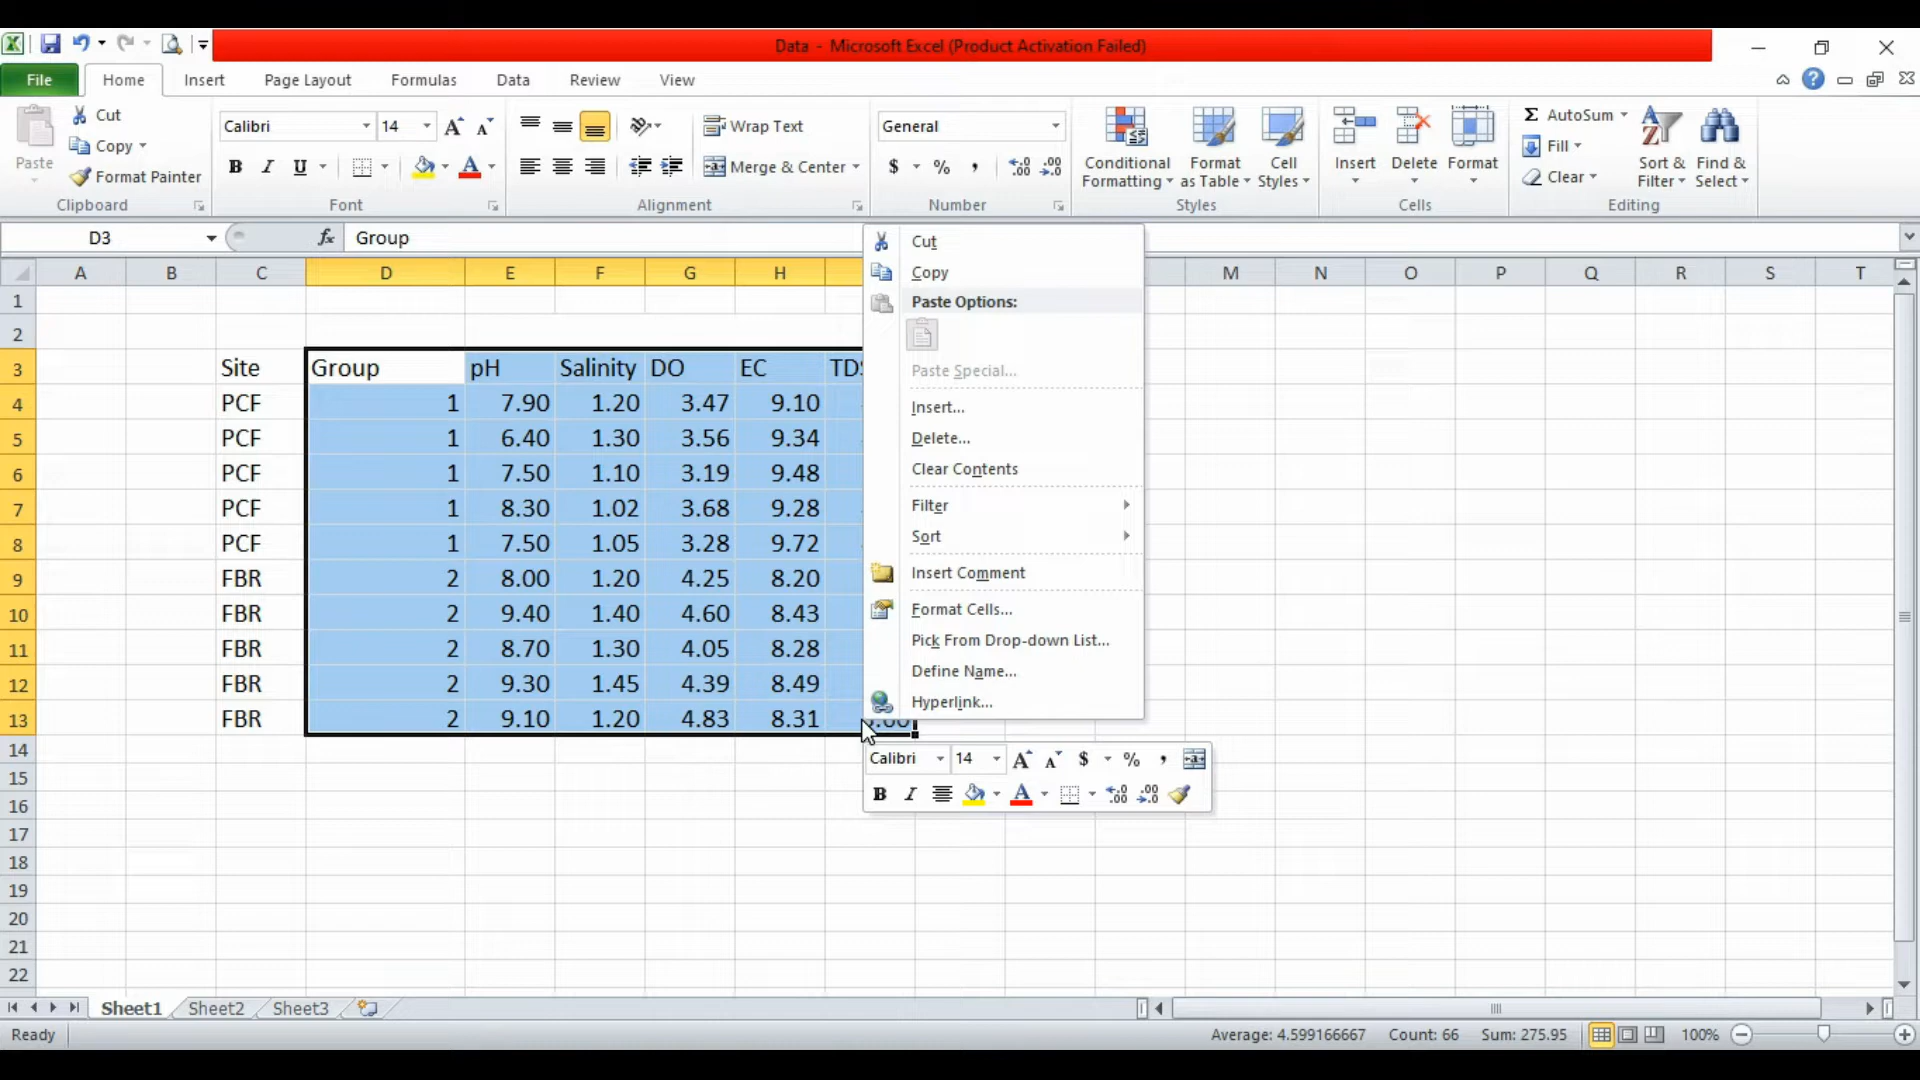 Data - Microsoft Excel (Product Activation Failed)
File Home Insert Page Layout Formulas Data Review View
Paste Cut Copy Format Painter Clipboard
Calibri 14 A A B I U A Font
Wrap Text Merge & Center Alignment
General $ % , .00 .00 Number
Conditional Formatting Format as Table Cell Styles Styles
Insert Delete Format Cells
Σ AutoSum Fill Clear Sort & Filter Find & Select Editing
D3 fx Group
A B C D E F G H M N O P Q R S T
1
2
3 Site Group pH Salinity DO EC
4 PCF 1 7.90 1.20 3.47 9.10
5 PCF 1 6.40 1.30 3.56 9.34
6 PCF 1 7.50 1.10 3.19 9.48
7 PCF 1 8.30 1.02 3.68 9.28
8 PCF 1 7.50 1.05 3.28 9.72
9 FBR 2 8.00 1.20 4.25 8.20
10 FBR 2 9.40 1.40 4.60 8.43
11 FBR 2 8.70 1.30 4.05 8.28
12 FBR 2 9.30 1.45 4.39 8.49
13 FBR 2 9.10 1.20 4.83 8.31
14
15
16
17
18
19
20
21
22
Cut
Copy
Paste Options:
Paste Special...
Insert...
Delete...
Clear Contents
Filter
Sort
Insert Comment
Format Cells...
Pick From Drop-down List...
Define Name...
Hyperlink...
Calibri 14 A A $ % ,
B I A .00 .00
Sheet1 Sheet2 Sheet3
Ready Average: 4.599166667 Count: 66 Sum: 275.95 100%